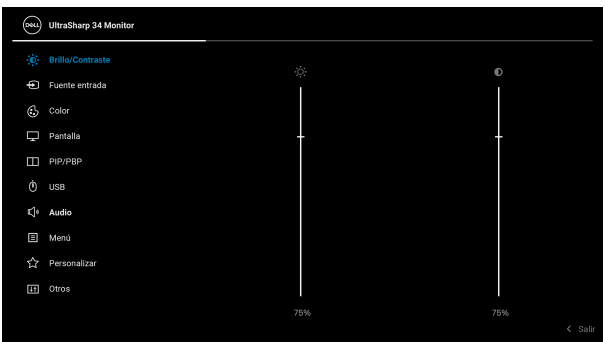 DELL UltraSharp 34 Monitor
Brillo/Contraste
Fuente entrada
Color
Pantalla
PIP/PBP
USB
Audio
Menú
Personalizar
Otros
75% 75%
Salir